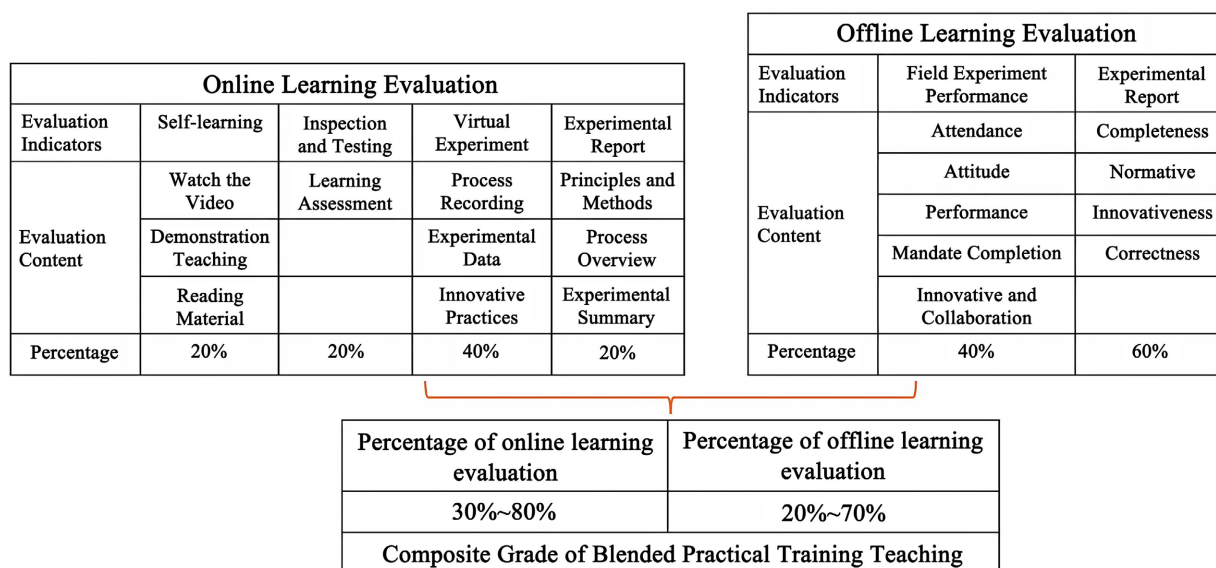 Online Learning Evaluation
Evaluation Indicators
Self-learning
Inspection and Testing
Virtual Experiment
Experimental Report
Evaluation Content
Watch the Video
Learning Assessment
Process Recording
Principles and Methods
Demonstration Teaching
Experimental Data
Process Overview
Reading Material
Innovative Practices
Experimental Summary
Percentage
20%
20%
40%
20%
Offline Learning Evaluation
Evaluation Indicators
Field Experiment Performance
Experimental Report
Evaluation Content
Attendance
Completeness
Attitude
Normative
Performance
Innovativeness
Mandate Completion
Correctness
Innovative and Collaboration
Percentage
40%
60%
Percentage of online learning evaluation
Percentage of offline learning evaluation
30%~80%
20%~70%
Composite Grade of Blended Practical Training Teaching